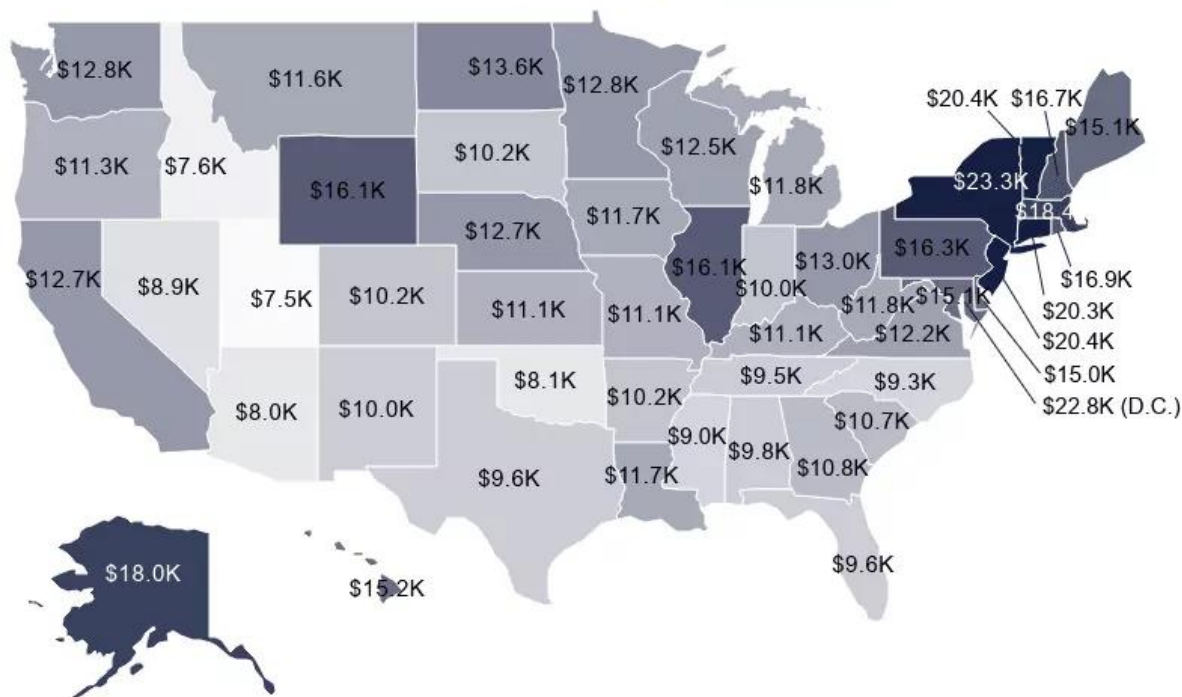 $12.8K
$11.6K
$13.6K
$12.8K
$20.4K
$16.7K
$15.1K
$11.3K
$7.6K
$10.2K
$12.5K
$11.8K
$23.3K
$16.1K
$18.4
$11.7K
$12.7K
$16.3K
$12.7K
$8.9K
$7.5K
$10.2K
$16.1K
$10.0K
$13.0K
$16.9K
$11.1K
$11.1K
$11.8K
$15.1K
$20.3K
$11.1K
$12.2K
$20.4K
$8.1K
$9.5K
$9.3K
$15.0K
$8.0K
$10.0K
$10.2K
$22.8K (D.C.)
$9.0K
$9.8K
$10.7K
$9.6K
$11.7K
$10.8K
$9.6K
$18.0K
$15.2K